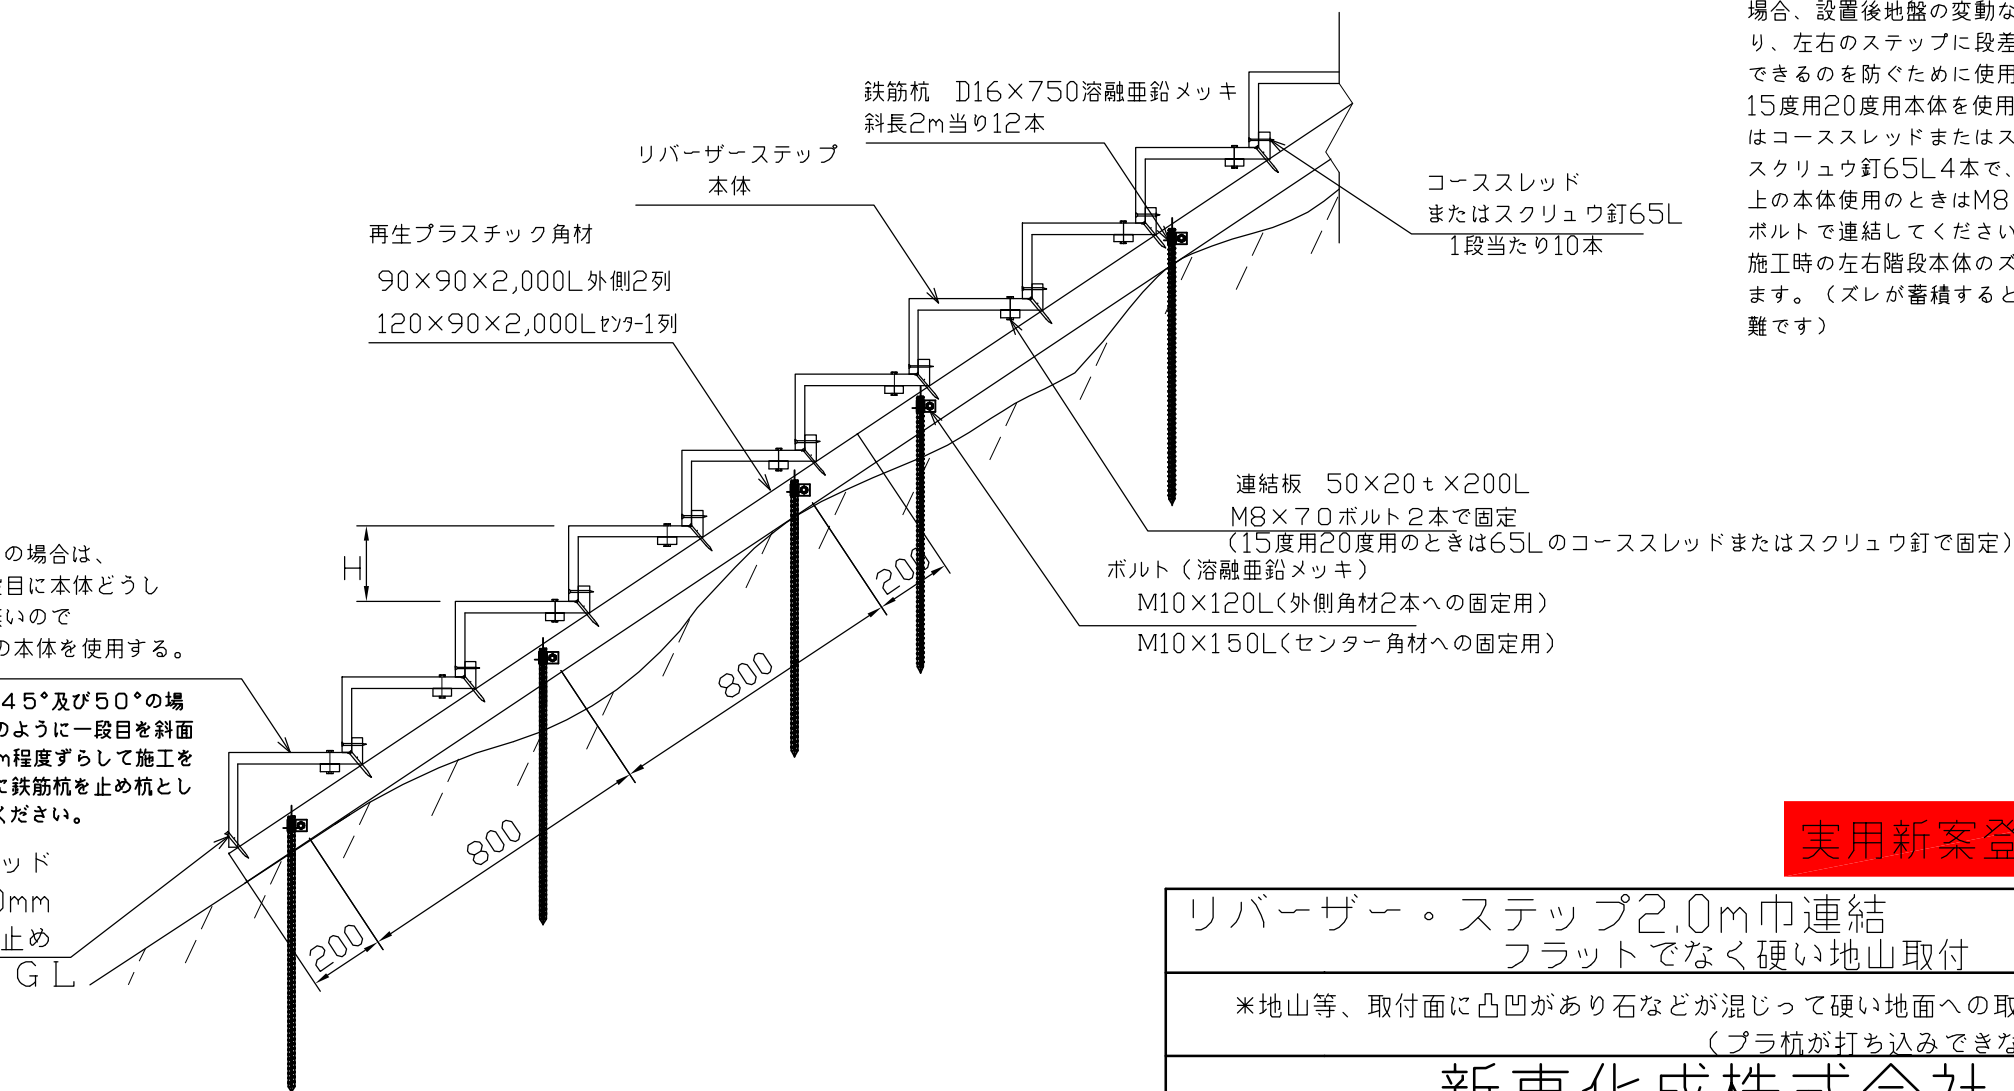 場合、設置後地盤の変動な
り、左右のステップに段差
できるのを防ぐために使用
15度用20度用本体を使用
はコーススレッドまたはス
スクリュウ釘65L4本で、
上の本体使用のときはM8
ボルトで連結してください
施工時の左右階段本体のズ
ます。（ズレが蓄積すると
難です）
鉄筋杭 D16×750溶融亜鉛メッキ
斜長2m当り12本
リバーザーステップ
本体
コーススレッド
またはスクリュウ釘65L
1段当たり10本
再生プラスチック角材
90×90×2,000L外側2列
120×90×2,000Lｾﾝﾀｰ1列
連結板 50×20t×200L
M8×70ボルト2本で固定
(15度用20度用のときは65Lのコーススレッドまたはスクリュウ釘で固定)
ボルト（溶融亜鉛メッキ）
M10×120L(外側角材2本への固定用)
M10×150L(センター角材への固定用)
H
の場合は、
目に本体どうし
いので
の本体を使用する。
45°及び50°の場
のように一段目を斜面
m程度ずらして施工を
に鉄筋杭を止め杭とし
ください。
ッド
0mm
止め
GL
200
800
800
200
実用新案登
リバーザー・ステップ2.0m巾連結
フラットでなく硬い地山取付
*地山等、取付面に凸凹があり石などが混じって硬い地面への取
（プラ杭が打ち込みできな
新東化成株式会社